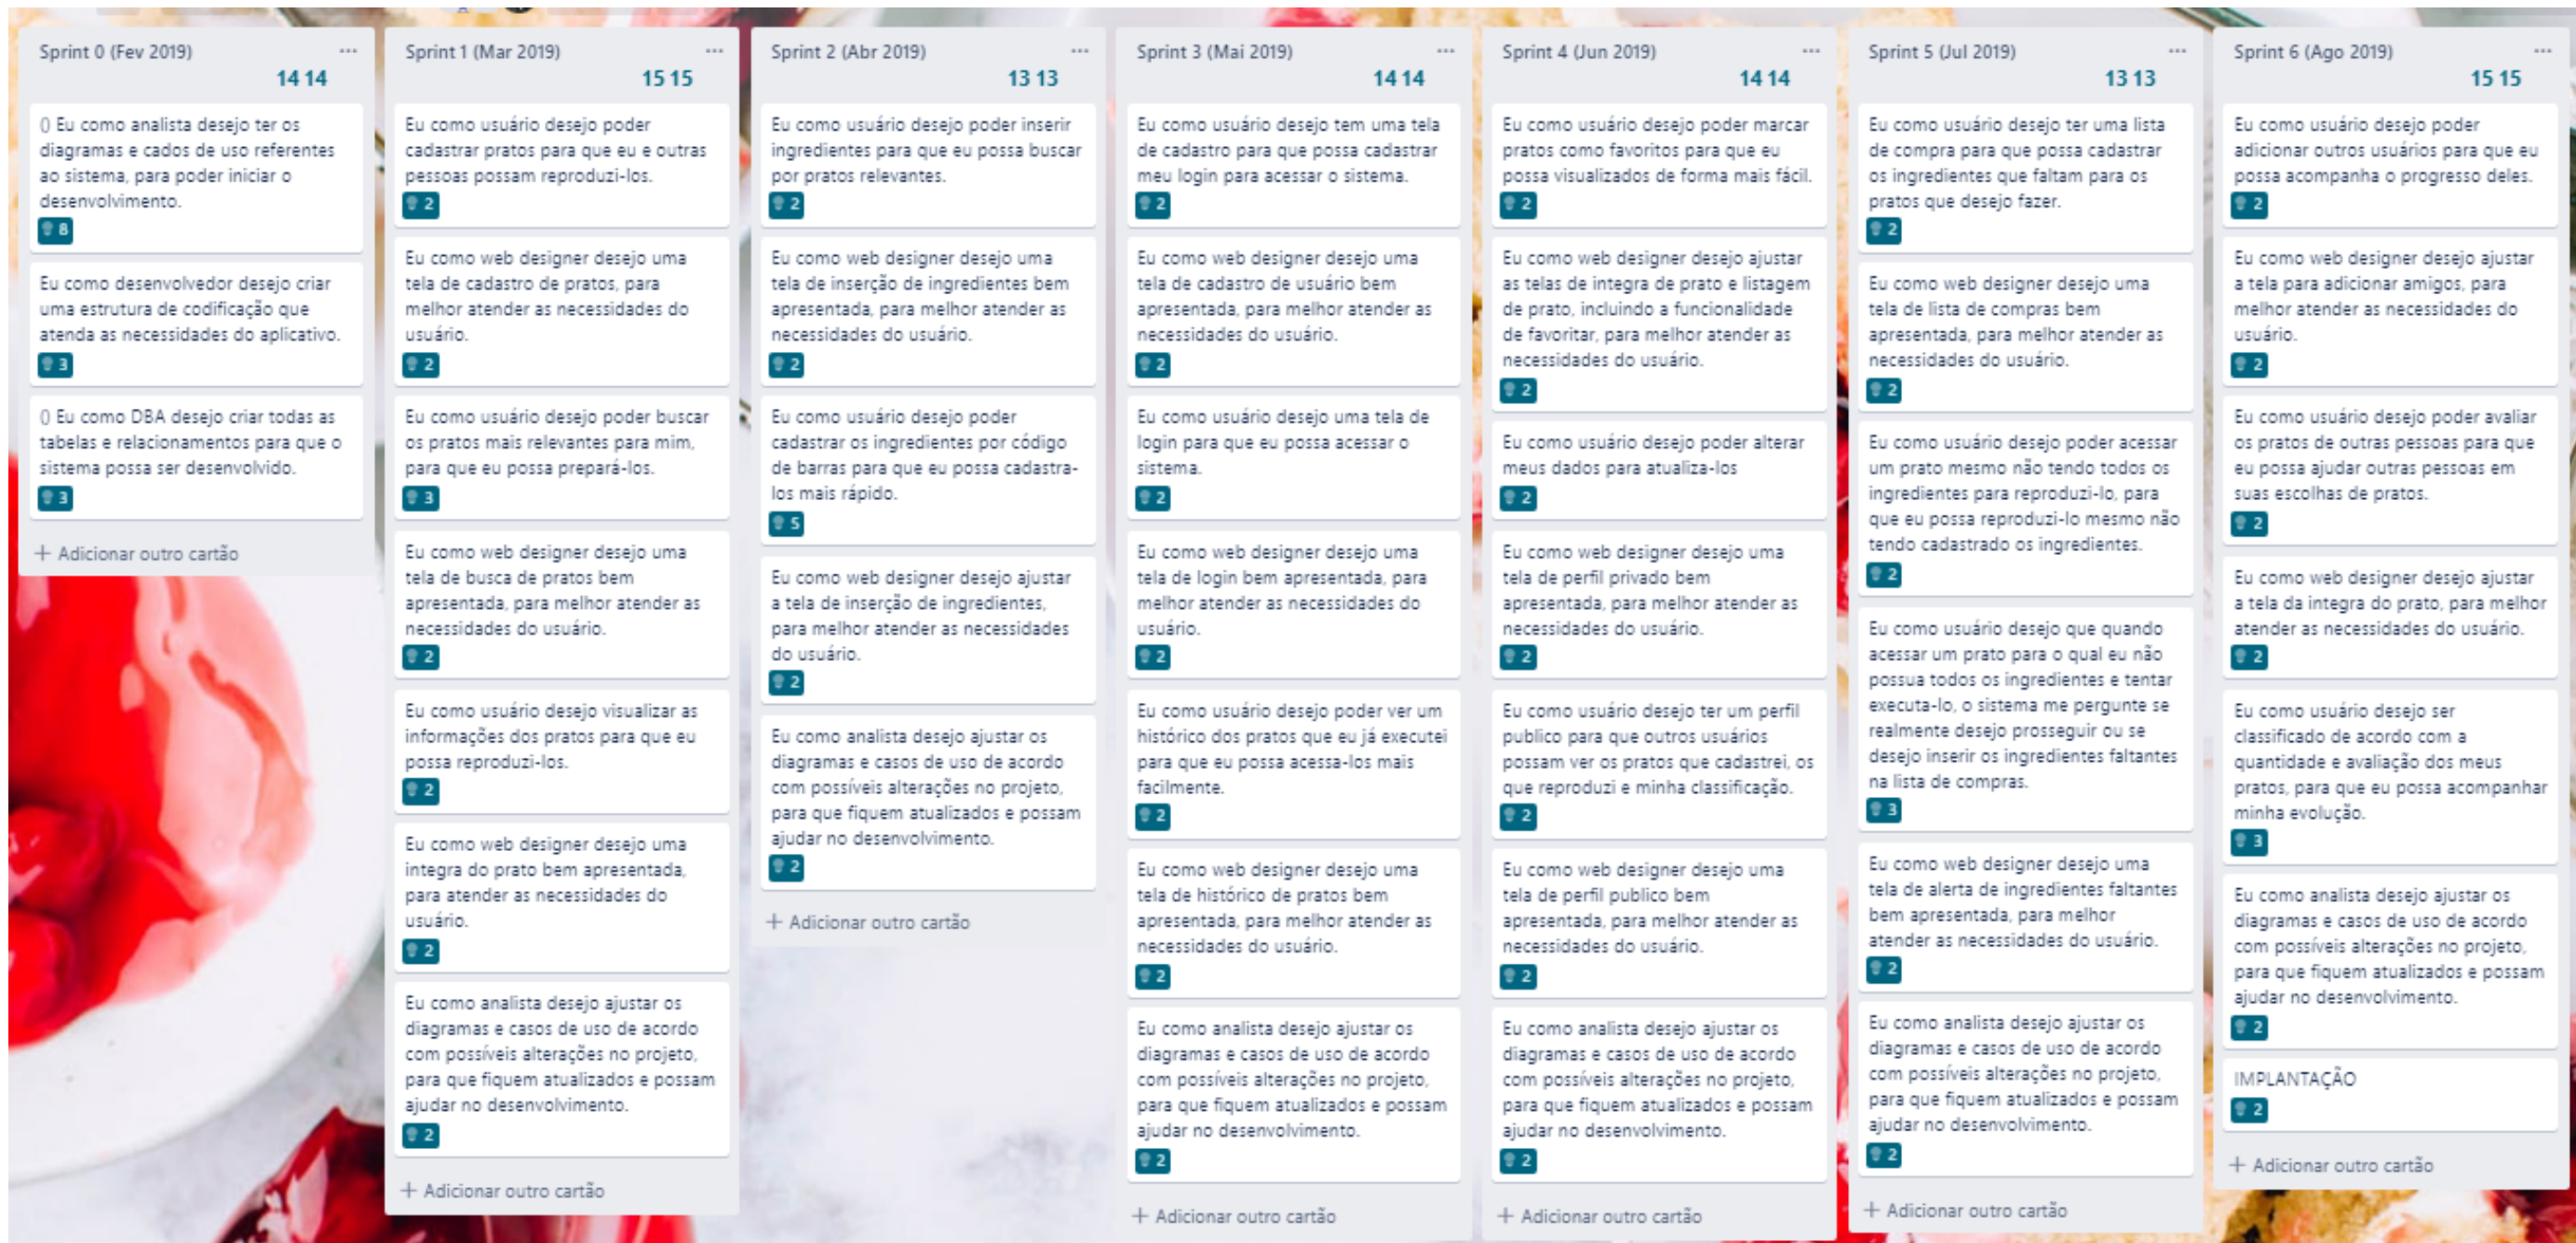 Sprint 0 (Fev 2019)
14 14
() Eu como analista desejo ter os
diagramas e cados de uso referentes
ao sistema, para poder iniciar o
desenvolvimento.
8
Eu como desenvolvedor desejo criar
uma estrutura de codificação que
atenda as necessidades do aplicativo.
3
() Eu como DBA desejo criar todas as
tabelas e relacionamentos para que o
sistema possa ser desenvolvido.
3
+ Adicionar outro cartão
Sprint 1 (Mar 2019)
15 15
Eu como usuário desejo poder
cadastrar pratos para que eu e outras
pessoas possam reproduzi-los.
2
Eu como web designer desejo uma
tela de cadastro de pratos, para
melhor atender as necessidades do
usuário.
2
Eu como usuário desejo poder buscar
os pratos mais relevantes para mim,
para que eu possa prepará-los.
3
Eu como web designer desejo uma
tela de busca de pratos bem
apresentada, para melhor atender as
necessidades do usuário.
2
Eu como usuário desejo visualizar as
informações dos pratos para que eu
possa reproduzi-los.
2
Eu como web designer desejo uma
integra do prato bem apresentada,
para atender as necessidades do
usuário.
2
Eu como analista desejo ajustar os
diagramas e casos de uso de acordo
com possíveis alterações no projeto,
para que fiquem atualizados e possam
ajudar no desenvolvimento.
2
+ Adicionar outro cartão
Sprint 2 (Abr 2019)
13 13
Eu como usuário desejo poder inserir
ingredientes para que eu possa buscar
por pratos relevantes.
2
Eu como web designer desejo uma
tela de inserção de ingredientes bem
apresentada, para melhor atender as
necessidades do usuário.
2
Eu como usuário desejo poder
cadastrar os ingredientes por código
de barras para que eu possa cadastra-
los mais rápido.
5
Eu como web designer desejo ajustar
a tela de inserção de ingredientes,
para melhor atender as necessidades
do usuário.
2
Eu como analista desejo ajustar os
diagramas e casos de uso de acordo
com possíveis alterações no projeto,
para que fiquem atualizados e possam
ajudar no desenvolvimento.
2
+ Adicionar outro cartão
Sprint 3 (Mai 2019)
14 14
Eu como usuário desejo tem uma tela
de cadastro para que possa cadastrar
meu login para acessar o sistema.
2
Eu como web designer desejo uma
tela de cadastro de usuário bem
apresentada, para melhor atender as
necessidades do usuário.
2
Eu como usuário desejo uma tela de
login para que eu possa acessar o
sistema.
2
Eu como web designer desejo uma
tela de login bem apresentada, para
melhor atender as necessidades do
usuário.
2
Eu como usuário desejo poder ver um
histórico dos pratos que eu já executei
para que eu possa acessa-los mais
facilmente.
2
Eu como web designer desejo uma
tela de histórico de pratos bem
apresentada, para melhor atender as
necessidades do usuário.
2
Eu como analista desejo ajustar os
diagramas e casos de uso de acordo
com possíveis alterações no projeto,
para que fiquem atualizados e possam
ajudar no desenvolvimento.
2
+ Adicionar outro cartão
Sprint 4 (Jun 2019)
14 14
Eu como usuário desejo poder marcar
pratos como favoritos para que eu
possa visualizados de forma mais fácil.
2
Eu como web designer desejo ajustar
as telas de integra de prato e listagem
de prato, incluindo a funcionalidade
de favoritar, para melhor atender as
necessidades do usuário.
2
Eu como usuário desejo poder alterar
meus dados para atualiza-los
2
Eu como web designer desejo uma
tela de perfil privado bem
apresentada, para melhor atender as
necessidades do usuário.
2
Eu como usuário desejo ter um perfil
publico para que outros usuários
possam ver os pratos que cadastrei, os
que reproduzi e minha classificação.
2
Eu como web designer desejo uma
tela de perfil publico bem
apresentada, para melhor atender as
necessidades do usuário.
2
Eu como analista desejo ajustar os
diagramas e casos de uso de acordo
com possíveis alterações no projeto,
para que fiquem atualizados e possam
ajudar no desenvolvimento.
2
+ Adicionar outro cartão
Sprint 5 (Jul 2019)
13 13
Eu como usuário desejo ter uma lista
de compra para que possa cadastrar
os ingredientes que faltam para os
pratos que desejo fazer.
2
Eu como web designer desejo uma
tela de lista de compras bem
apresentada, para melhor atender as
necessidades do usuário.
2
Eu como usuário desejo poder acessar
um prato mesmo não tendo todos os
ingredientes para reproduzi-lo, para
que eu possa reproduzi-lo mesmo não
tendo cadastrado os ingredientes.
2
Eu como usuário desejo que quando
acessar um prato para o qual eu não
possua todos os ingredientes e tentar
executa-lo, o sistema me pergunte se
realmente desejo prosseguir ou se
desejo inserir os ingredientes faltantes
na lista de compras.
3
Eu como web designer desejo uma
tela de alerta de ingredientes faltantes
bem apresentada, para melhor
atender as necessidades do usuário.
2
Eu como analista desejo ajustar os
diagramas e casos de uso de acordo
com possíveis alterações no projeto,
para que fiquem atualizados e possam
ajudar no desenvolvimento.
2
+ Adicionar outro cartão
Sprint 6 (Ago 2019)
15 15
Eu como usuário desejo poder
adicionar outros usuários para que eu
possa acompanha o progresso deles.
2
Eu como web designer desejo ajustar
a tela para adicionar amigos, para
melhor atender as necessidades do
usuário.
2
Eu como usuário desejo poder avaliar
os pratos de outras pessoas para que
eu possa ajudar outras pessoas em
suas escolhas de pratos.
2
Eu como web designer desejo ajustar
a tela da integra do prato, para melhor
atender as necessidades do usuário.
2
Eu como usuário desejo ser
classificado de acordo com a
quantidade e avaliação dos meus
pratos, para que eu possa acompanhar
minha evolução.
3
Eu como analista desejo ajustar os
diagramas e casos de uso de acordo
com possíveis alterações no projeto,
para que fiquem atualizados e possam
ajudar no desenvolvimento.
2
IMPLANTAÇÃO
2
+ Adicionar outro cartão